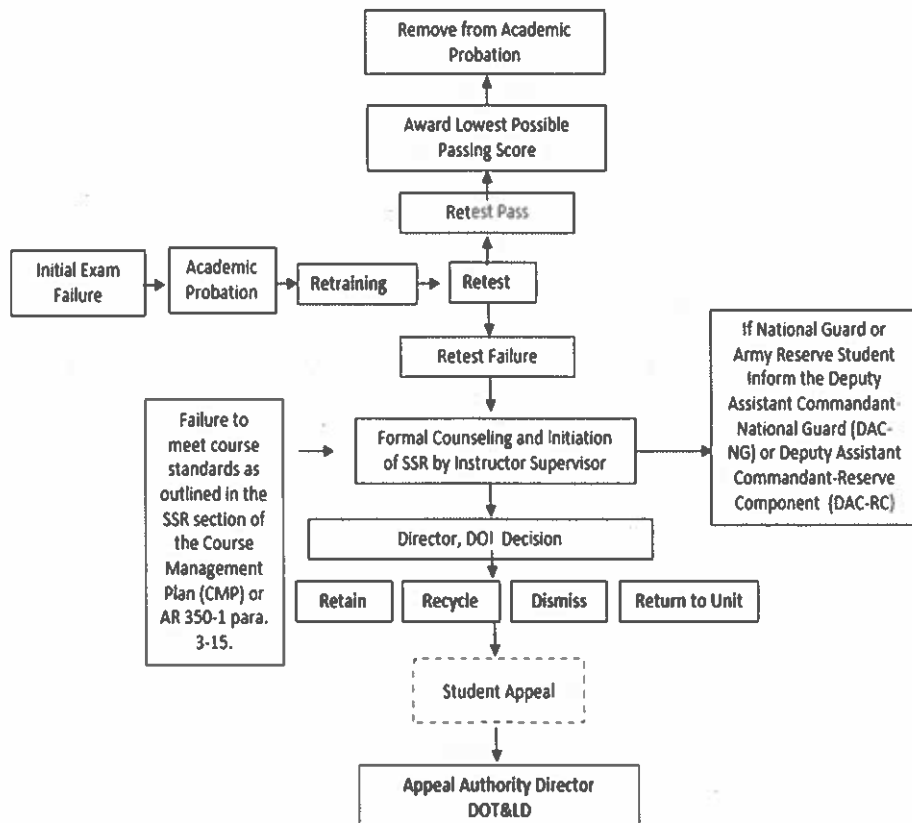 Remove from Academic
Probation
Award Lowest Possible
Passing Score
Retest Pass
Initial Exam
Failure
Academic
Probation
Retraining
Retest
Retest Failure
If National Guard or
Army Reserve Student
Inform the Deputy
Assistant Commandant-
National Guard (DAC-
NG) or Deputy Assistant
Commandant-Reserve
Component (DAC-RC)
Failure to
meet course
standards as
outlined in the
SSR section of
the Course
Management
Plan (CMP) or
AR 350-1 para.
3-15.
Formal Counseling and Initiation
of SSR by Instructor Supervisor
Director, DOI Decision
Retain
Recycle
Dismiss
Return to Unit
Student Appeal
Appeal Authority Director
DOT&LD